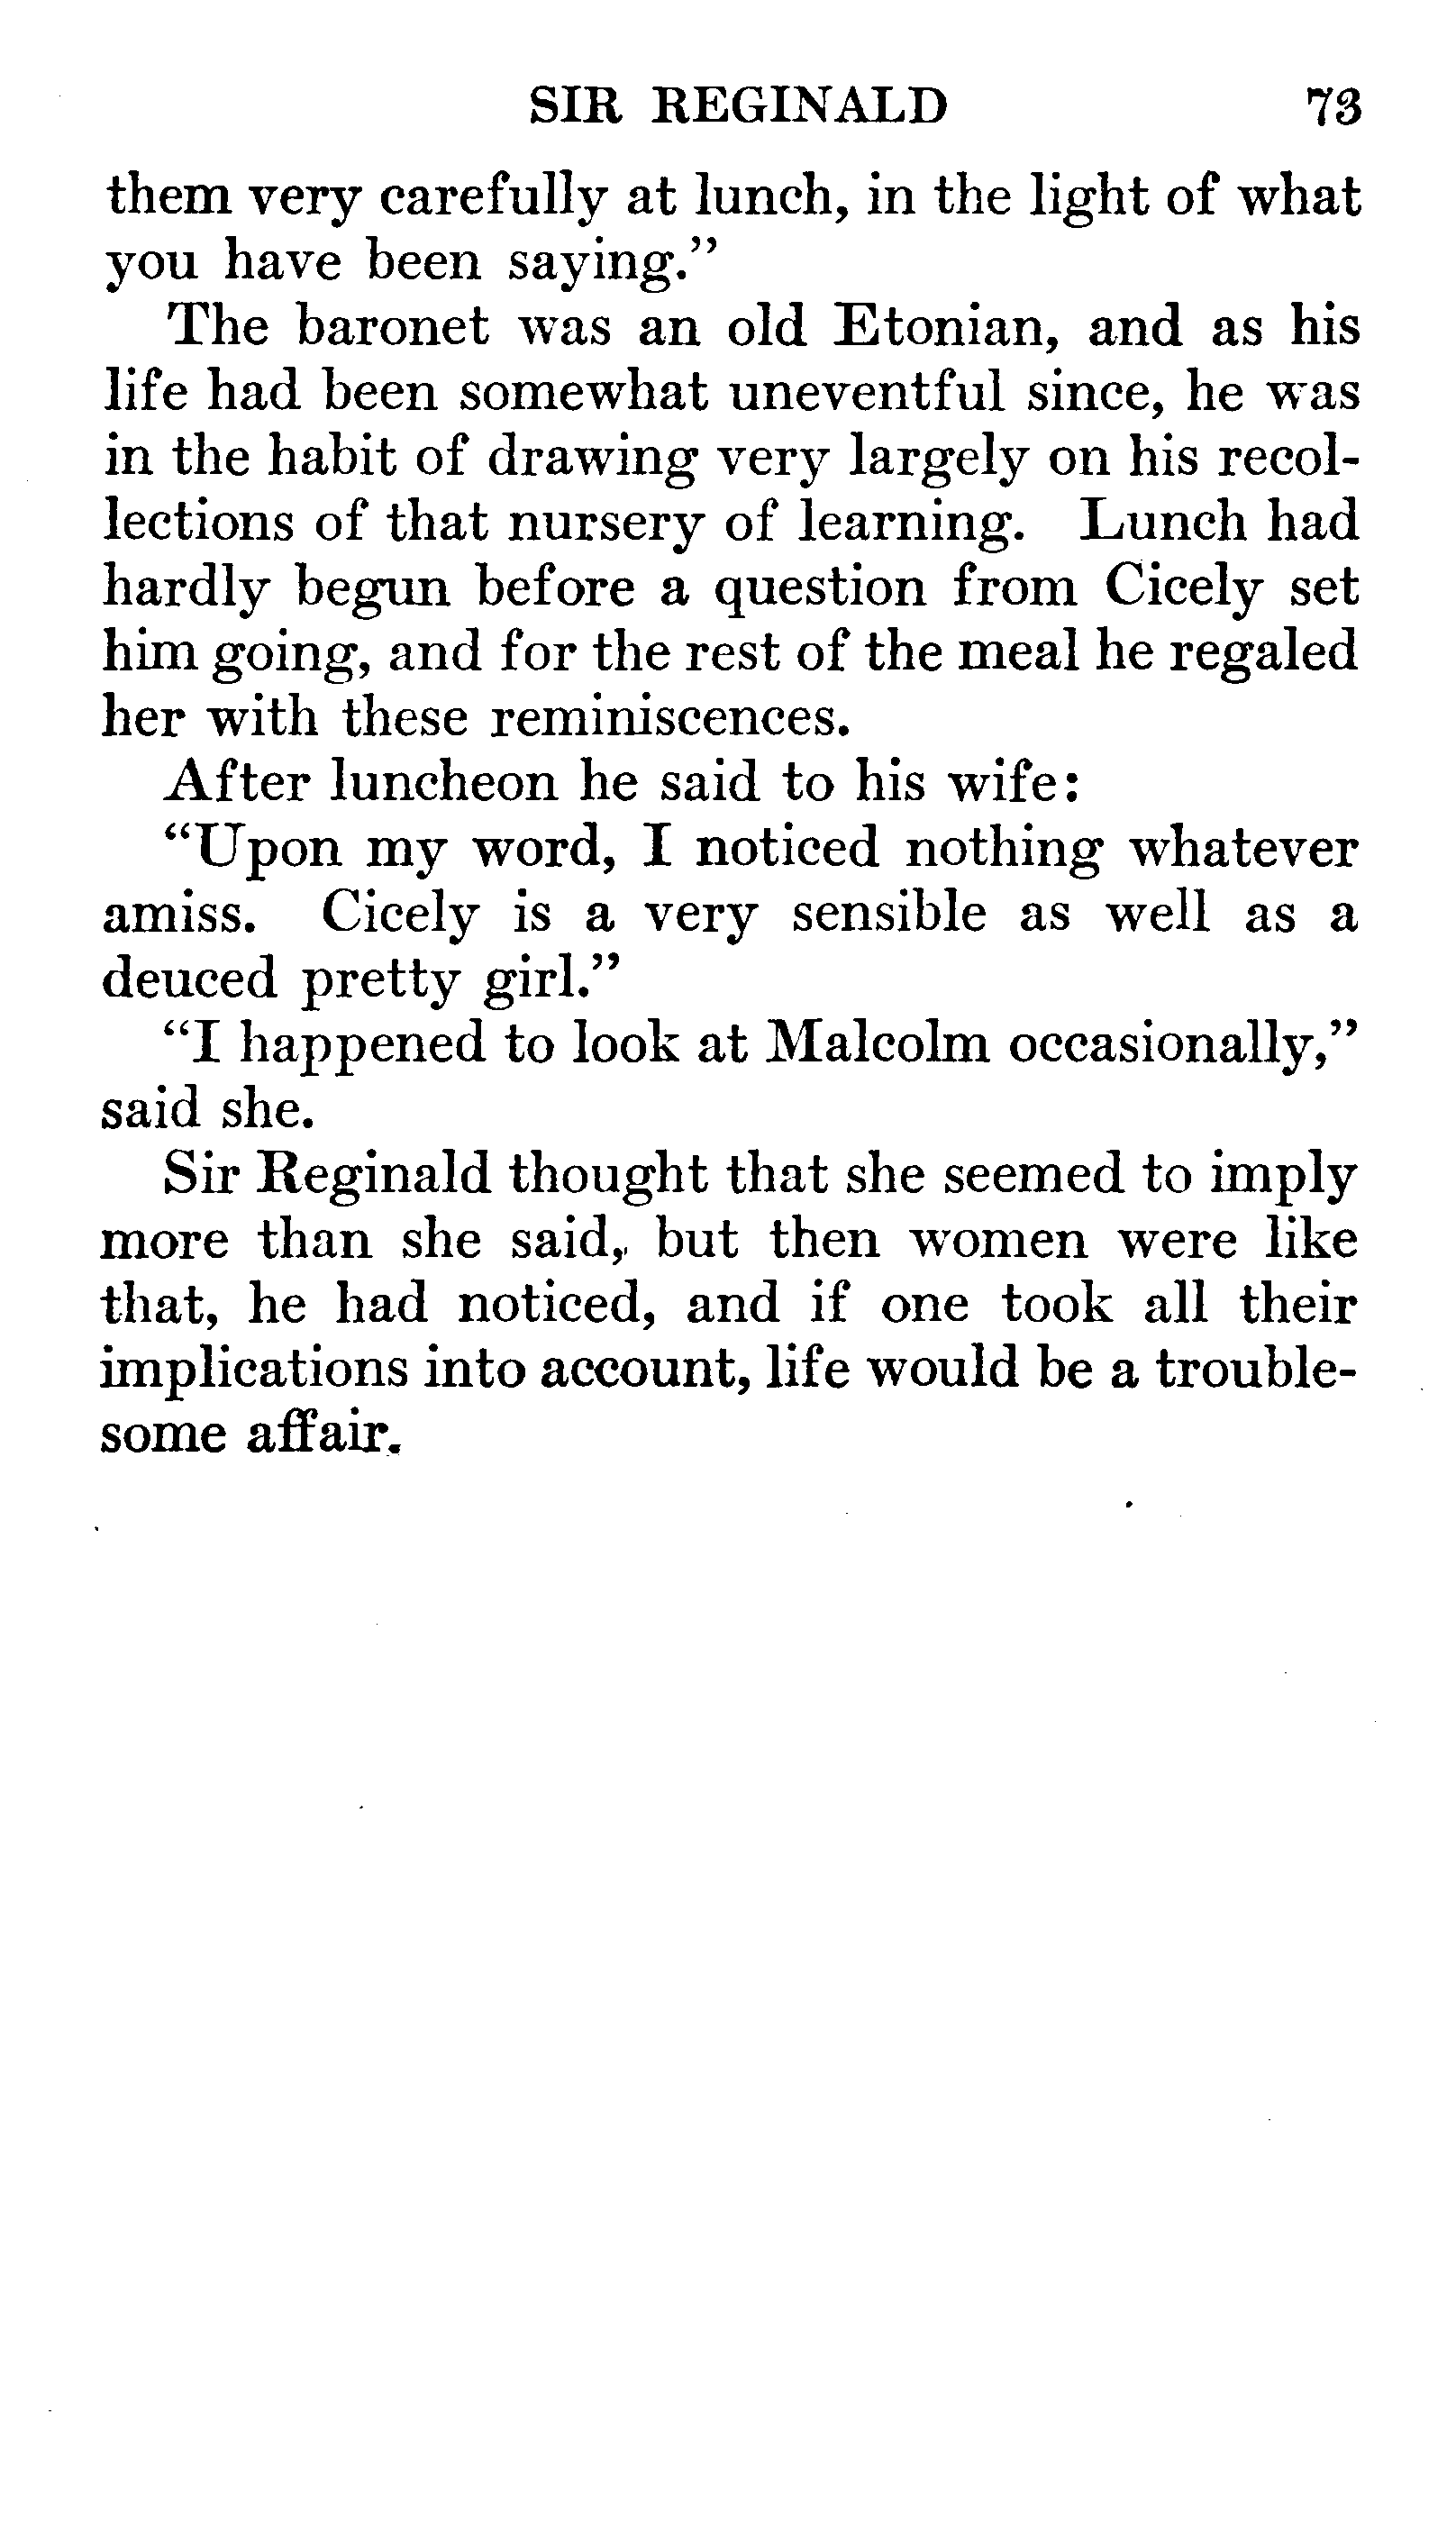 SIR REGINALD 73
them very carefully at lunch, in the light of what
you have been saying."
The baronet was an old Etonian, and as his
life had been somewhat uneventful since, he was
in the habit of drawing very largely on his recol-
lections of that nursery of learning. Lunch had
hardly begun before a question from Cicely set
him going, and for the rest of the meal he regaled
her with these reminiscences.
After luncheon he said to his wife:
"Upon my word, I noticed nothing whatever
amiss. Cicely is a very sensible as well as a
deuced pretty girl."
"I happened to look at Malcolm occasionally,"
said she.
Sir Reginald thought that she seemed to imply
more than she said, but then women were like
that, he had noticed, and if one took all their
implications into account, life would be a trouble-
some affair.